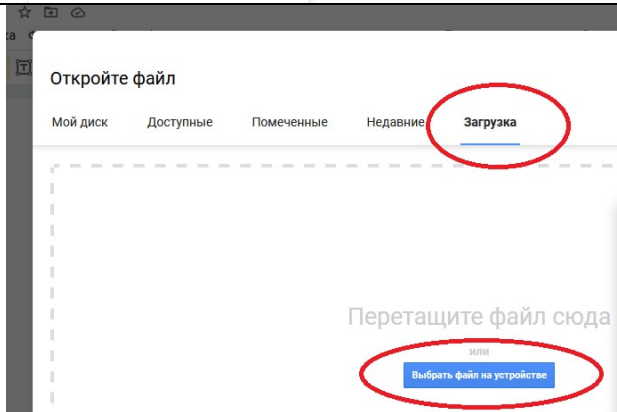 Откройте файл
Мой диск Доступные Помеченные Недавние Загрузка
Перетащите файл сюда
или
Выбрать файл на устройстве